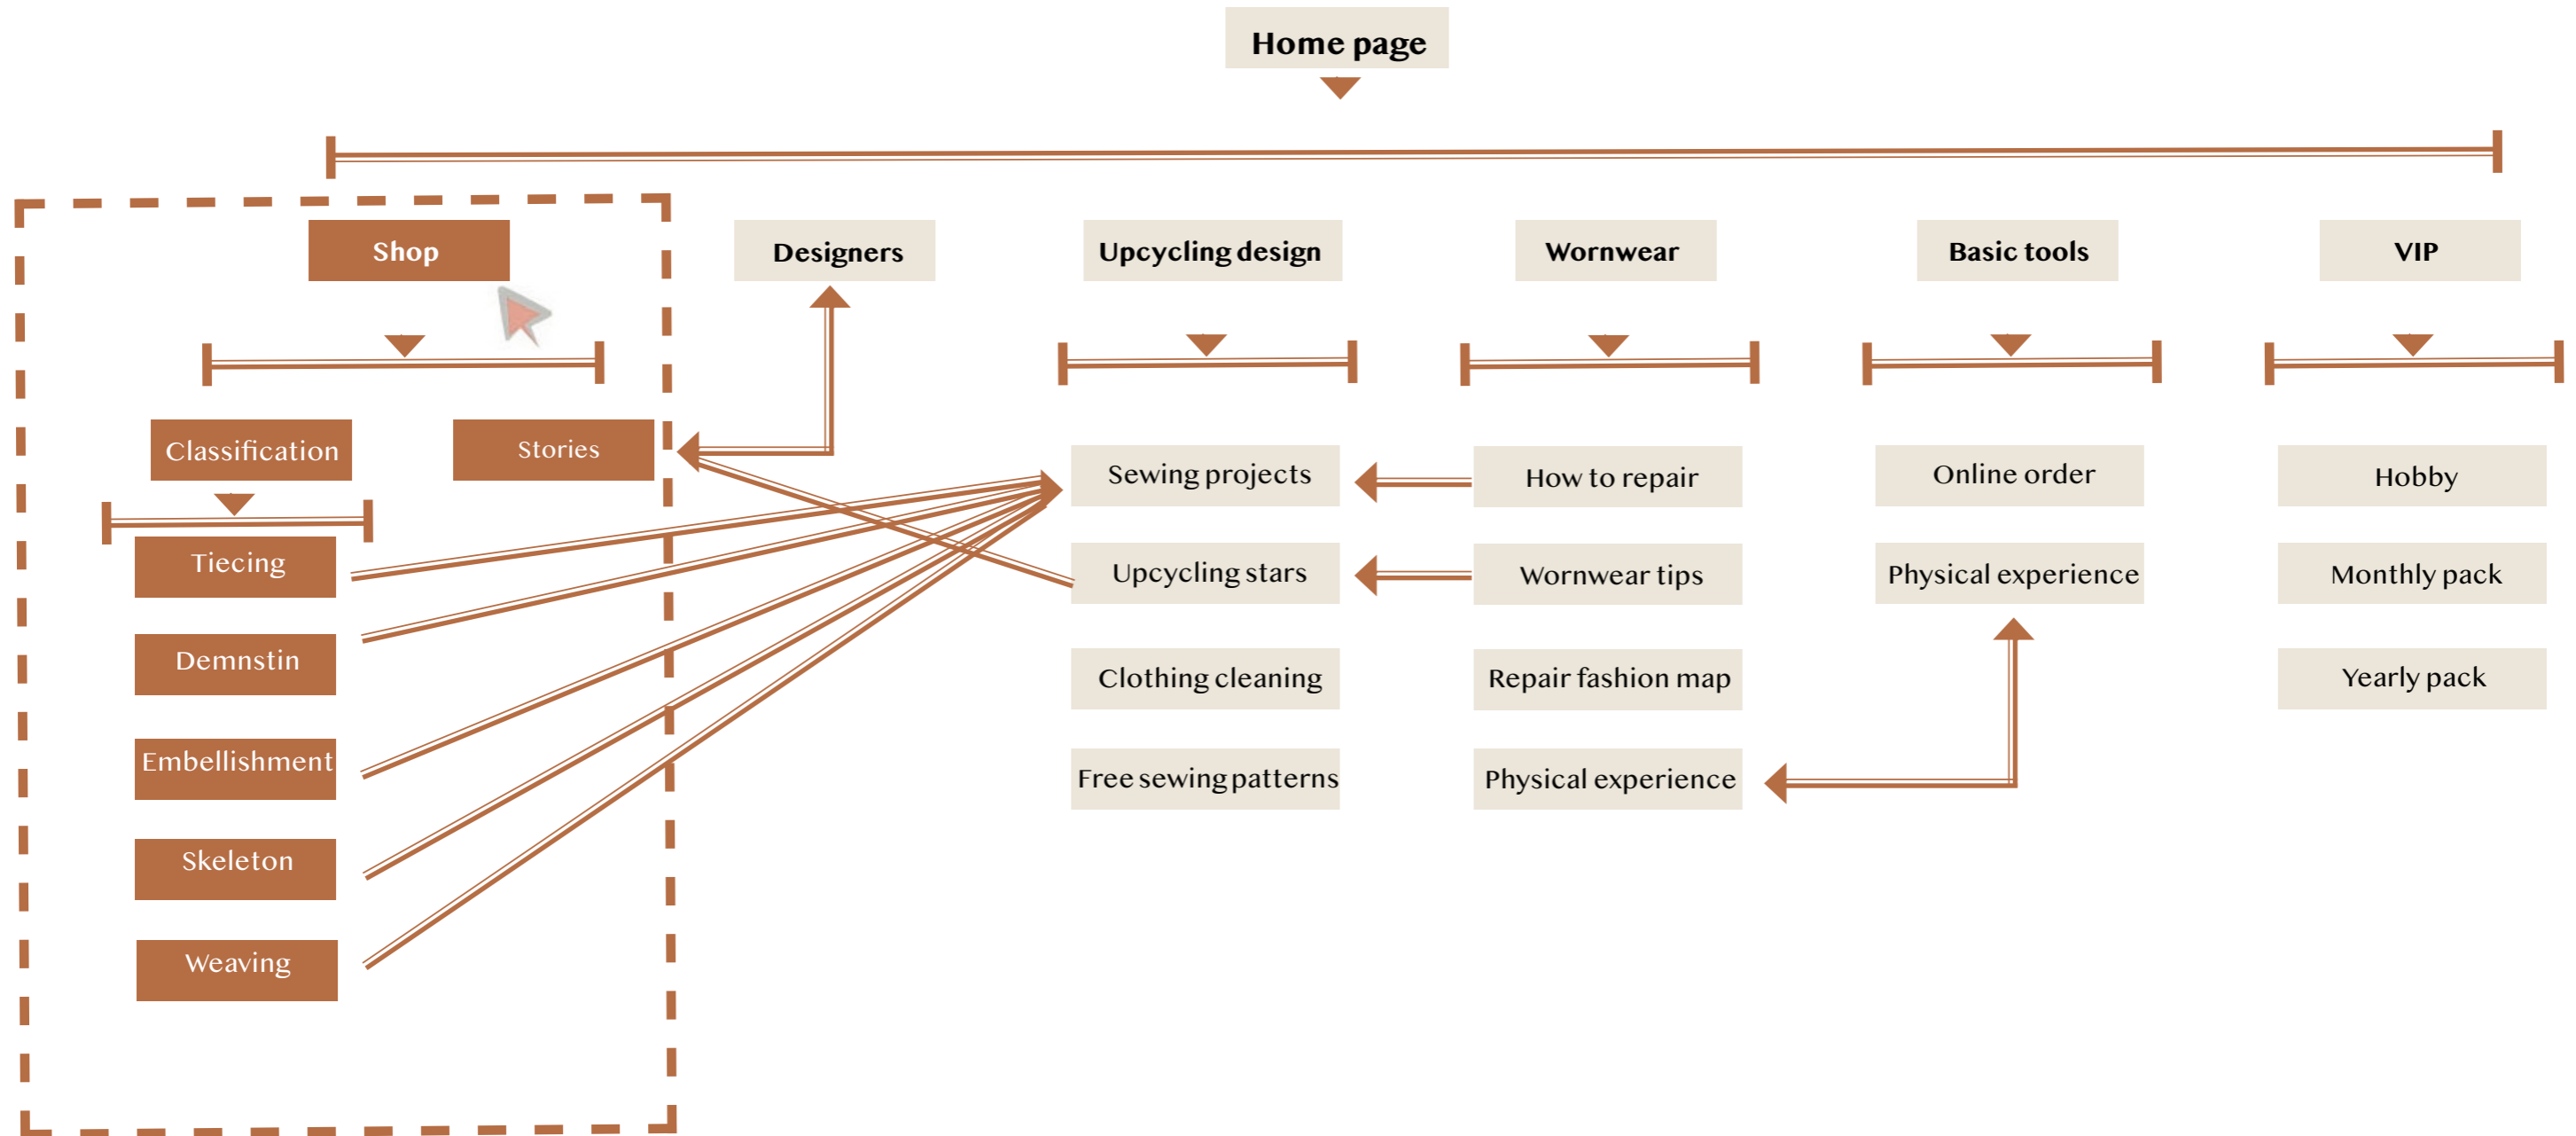 Home page
Shop
Designers
Upcycling design
Wornwear
Basic tools
VIP
Classification
Stories
Tiecing
Demnstin
Embellishment
Skeleton
Weaving
Sewing projects
Upcycling stars
Clothing cleaning
Free sewing patterns
How to repair
Wornwear tips
Repair fashion map
Physical experience
Online order
Physical experience
Hobby
Monthly pack
Yearly pack